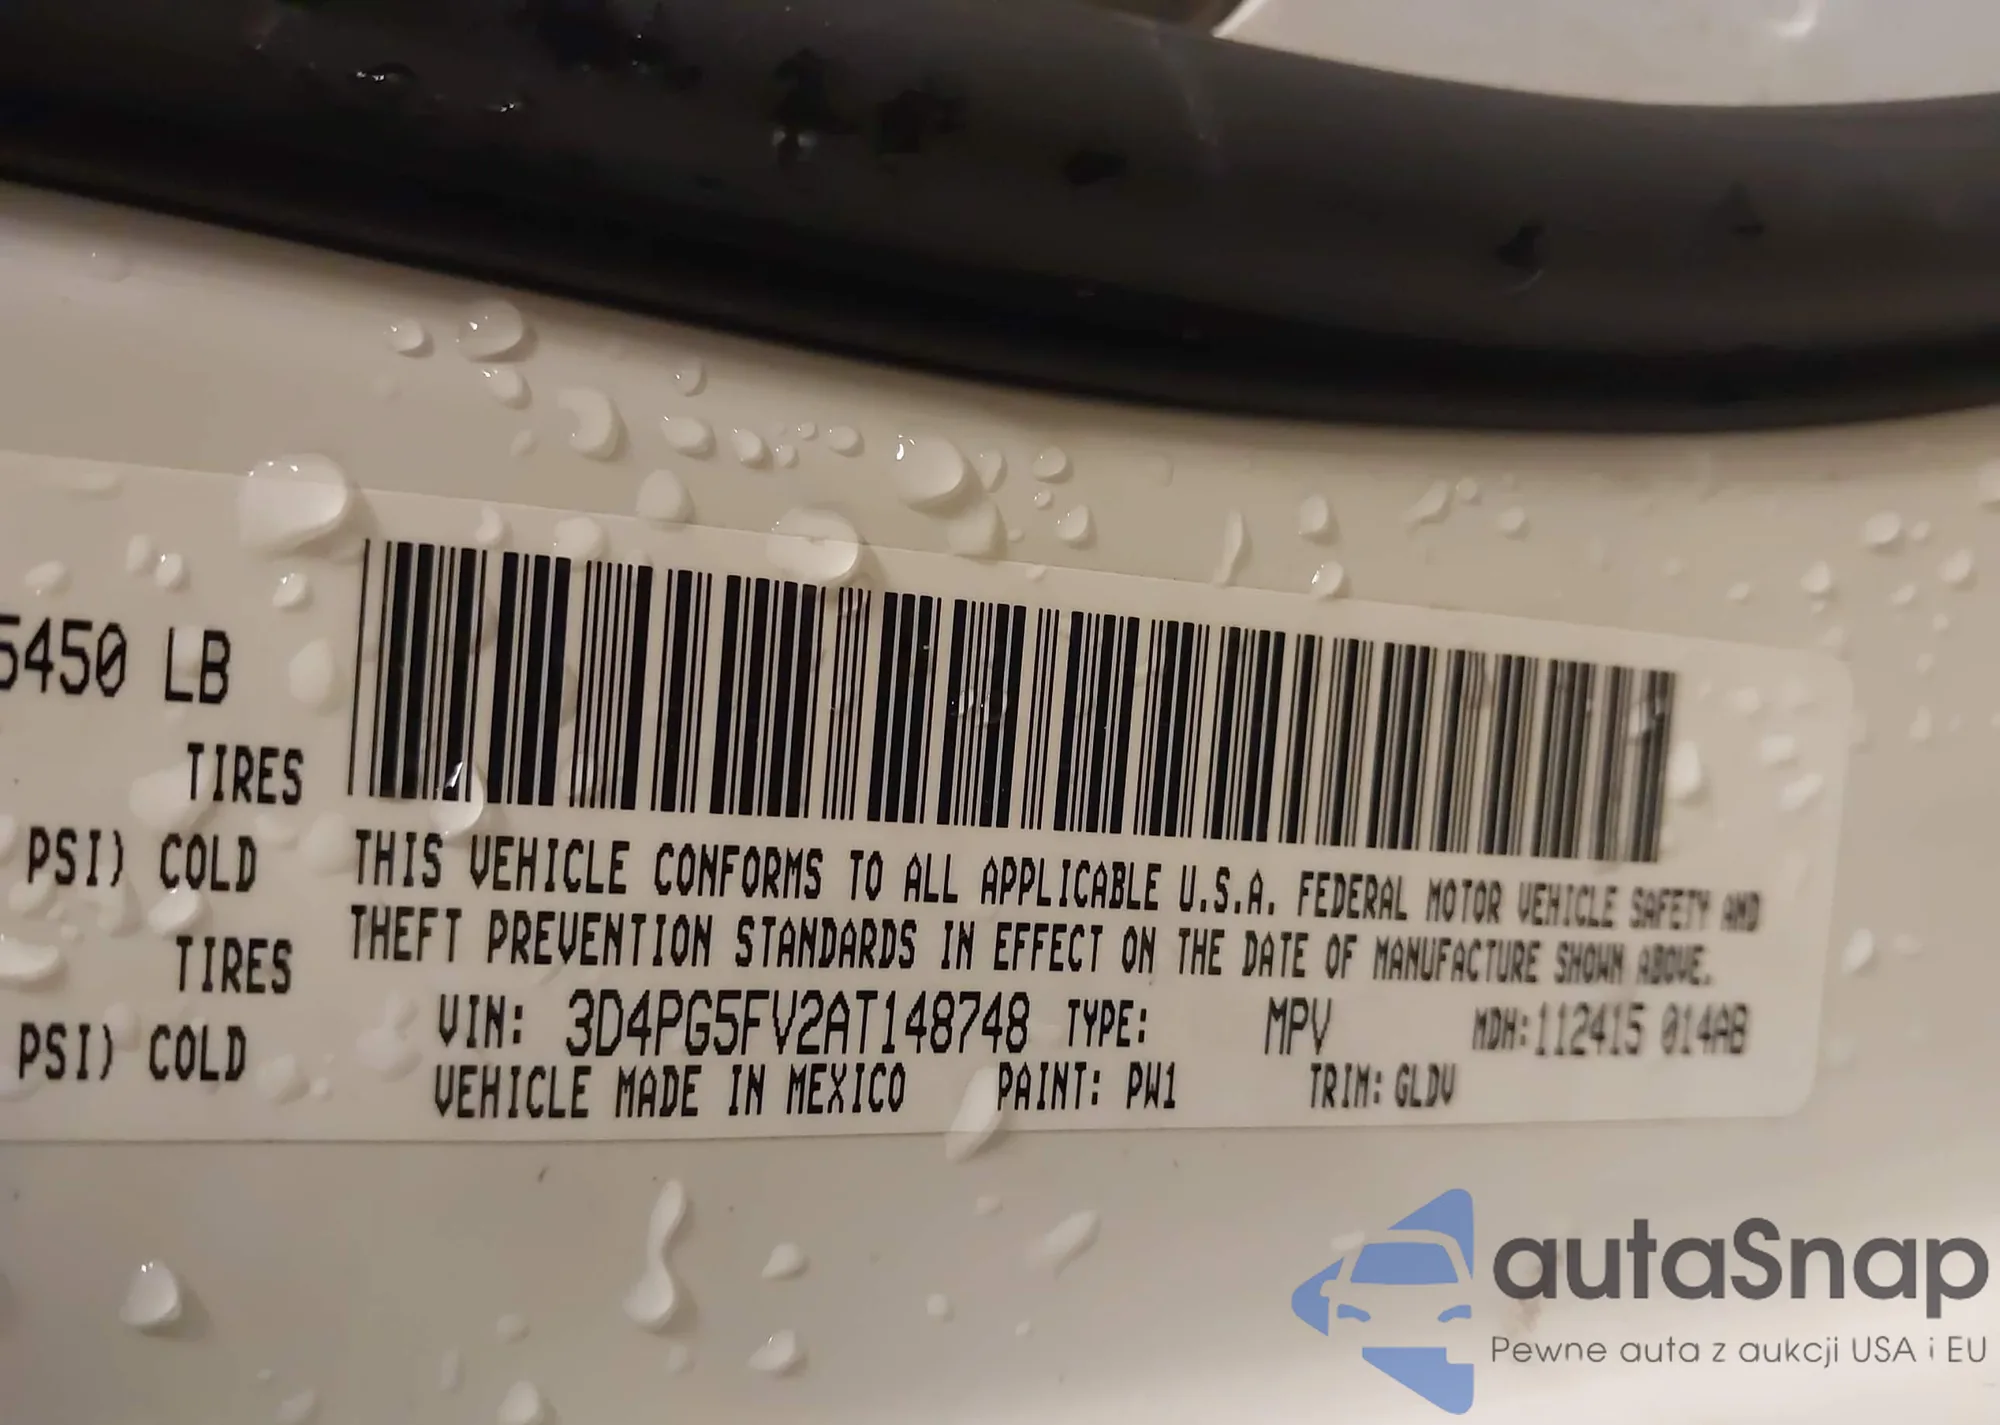 5450 LB
TIRES
PSI) COLD
TIRES
PSI) COLD
THIS VEHICLE CONFORMS TO ALL APPLICABLE U.S.A. FEDERAL MOTOR VEHICLE SAFETY AND
THEFT PREVENTION STANDARDS IN EFFECT ON THE DATE OF MANUFACTURE SHOWN ABOVE.
VIN: 3D4PG5FV2AT148748 TYPE: MPV MDH:112415 014AB
VEHICLE MADE IN MEXICO PAINT: PW1 TRIM: GLDV
autaSnap
Pewne auta z aukcji USA i EU